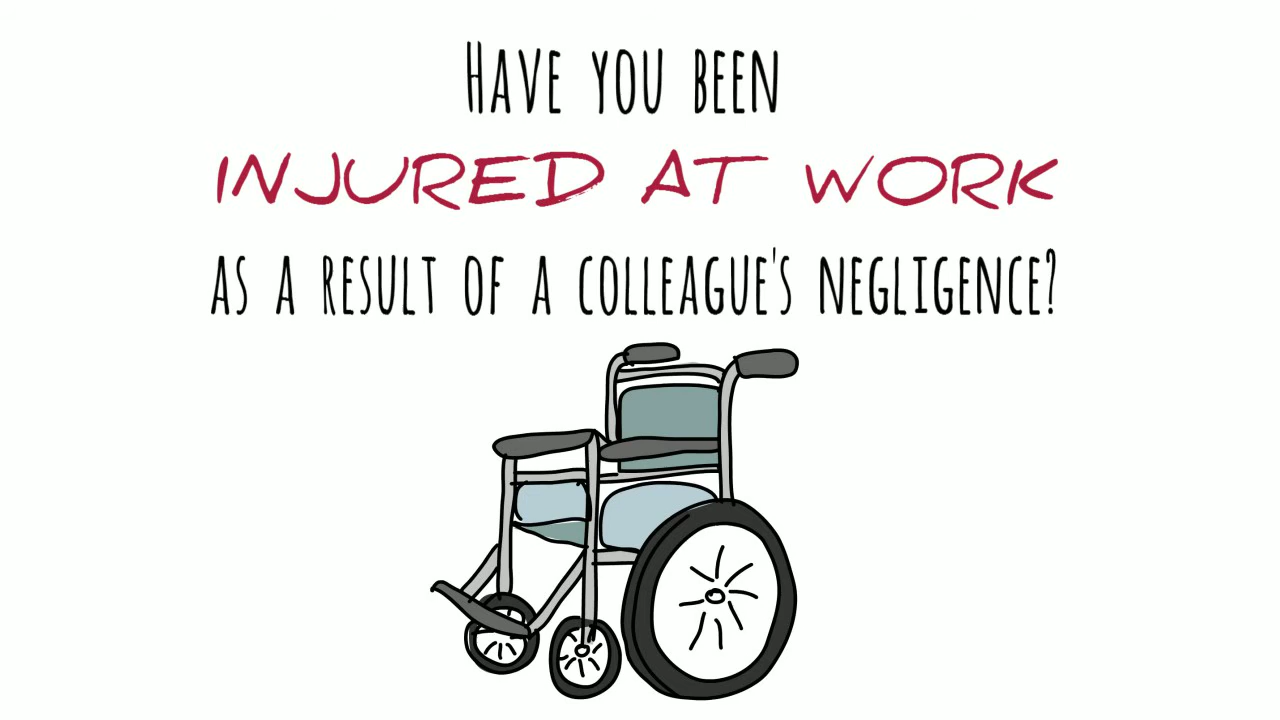 Have you been
INJURED AT WORK
as a result of a colleague's negligence?